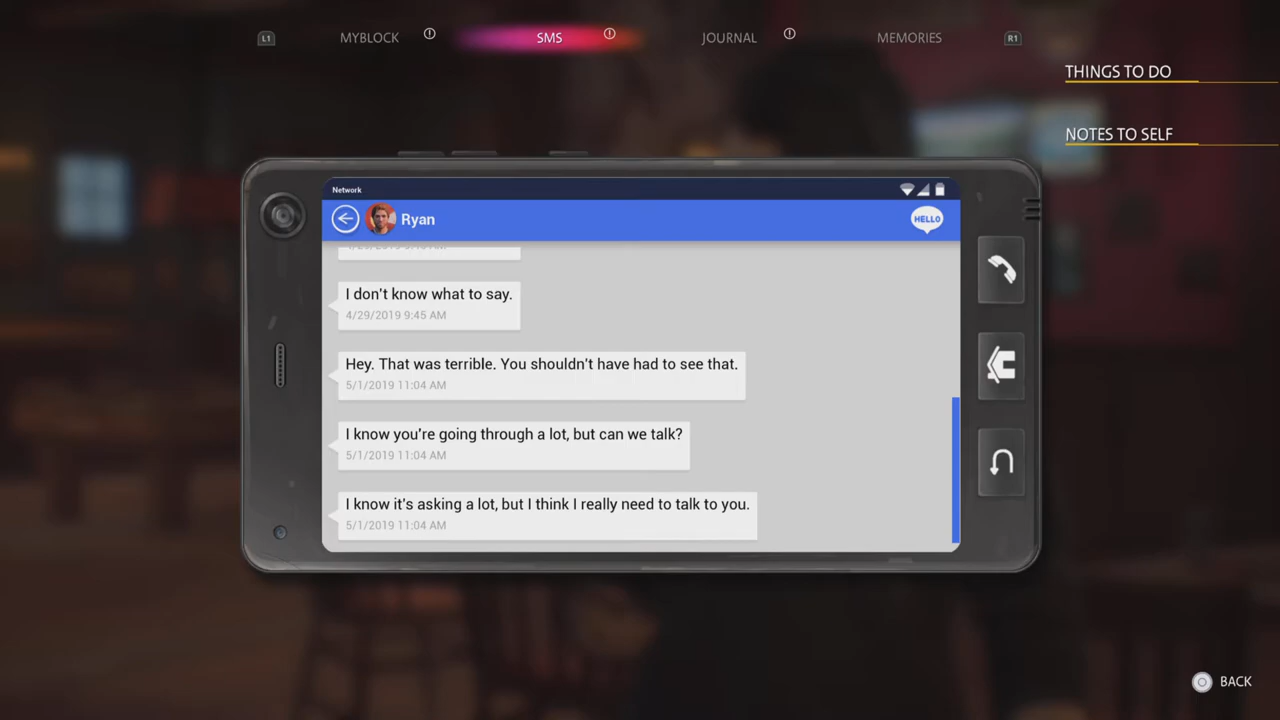 L1
MYBLOCK
SMS
JOURNAL
MEMORIES
R1
THINGS TO DO
NOTES TO SELF
Network
Ryan
HELLO
I don't know what to say.
4/29/2019 9:45 AM
Hey. That was terrible. You shouldn't have had to see that.
5/1/2019 11:04 AM
I know you're going through a lot, but can we talk?
5/1/2019 11:04 AM
I know it's asking a lot, but I think I really need to talk to you.
5/1/2019 11:04 AM
BACK